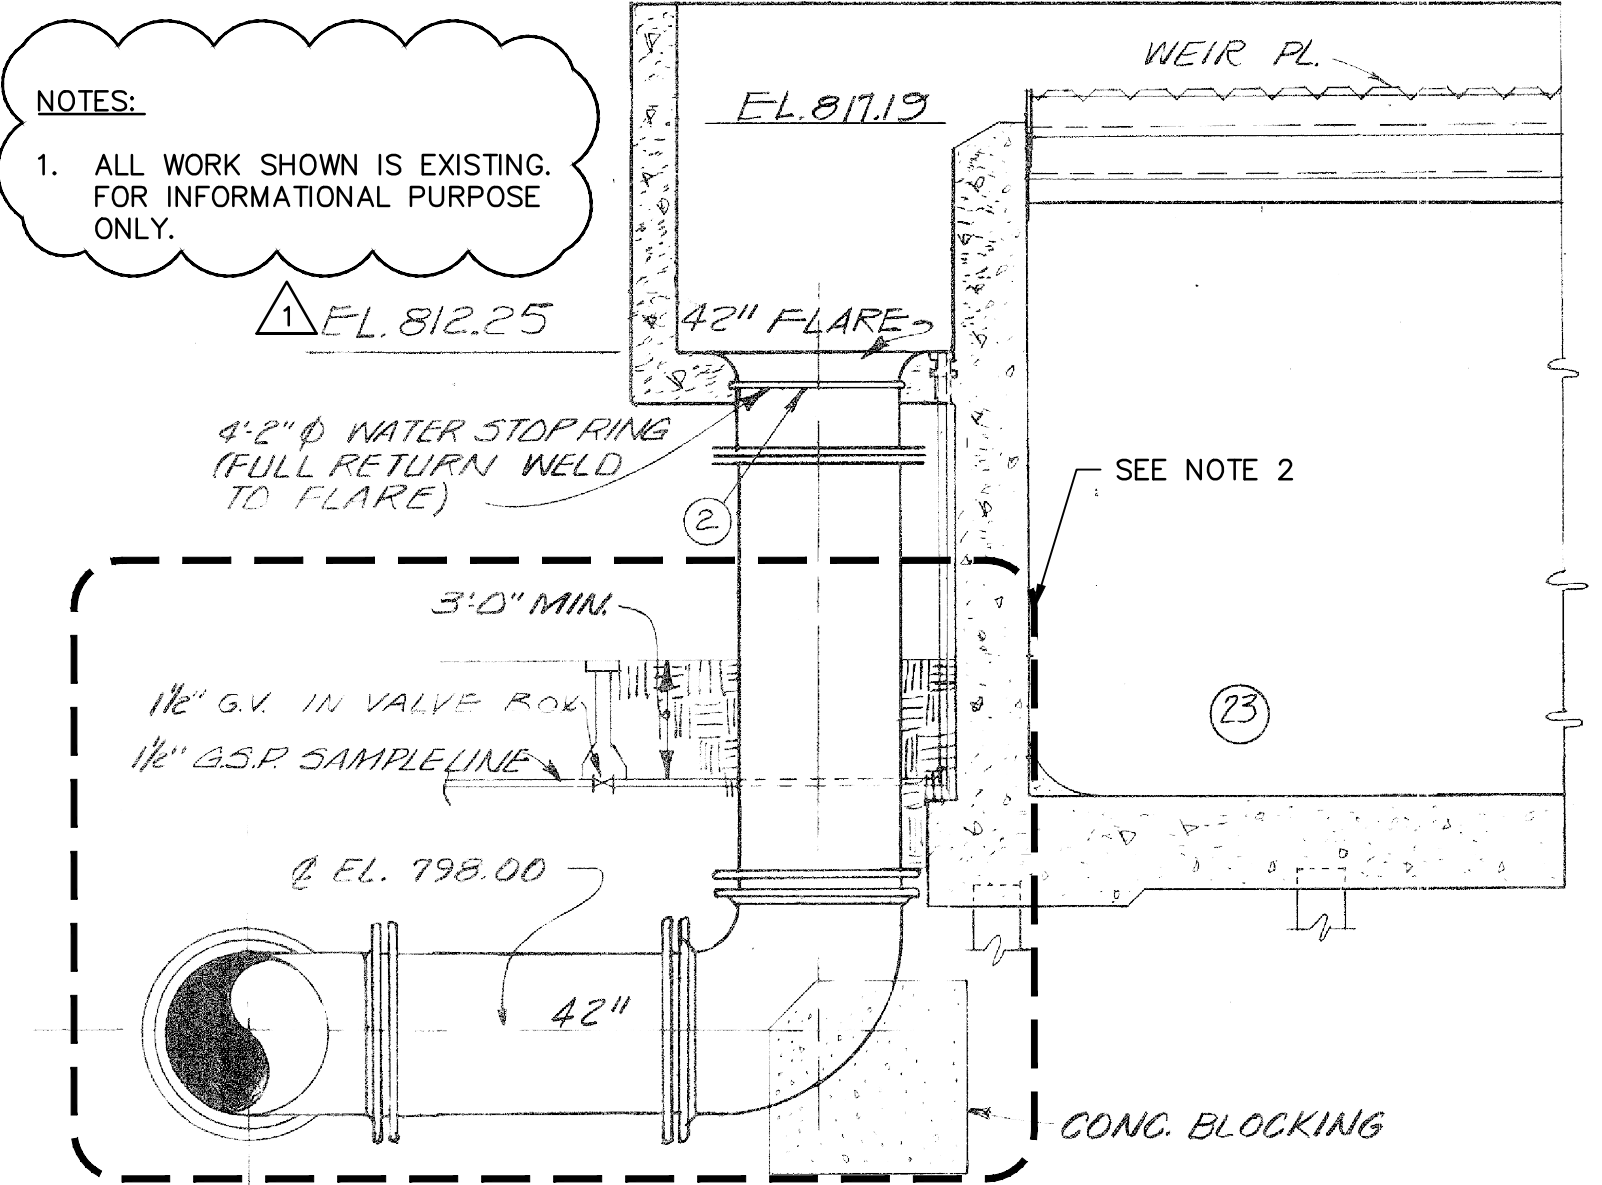 NOTES:
1. ALL WORK SHOWN IS EXISTING.
FOR INFORMATIONAL PURPOSE
ONLY.
WEIR PL.
EL. 817.19
1
EL. 812.25
42" FLARE
4'-2" ⌀ WATER STOP RING
(FULL RETURN WELD
TO FLARE)
SEE NOTE 2
2
3'-0" MIN.
1½" G.V. IN VALVE BOX
23
1½" G.S.P. SAMPLE LINE
℄ EL. 798.00
42"
CONC. BLOCKING